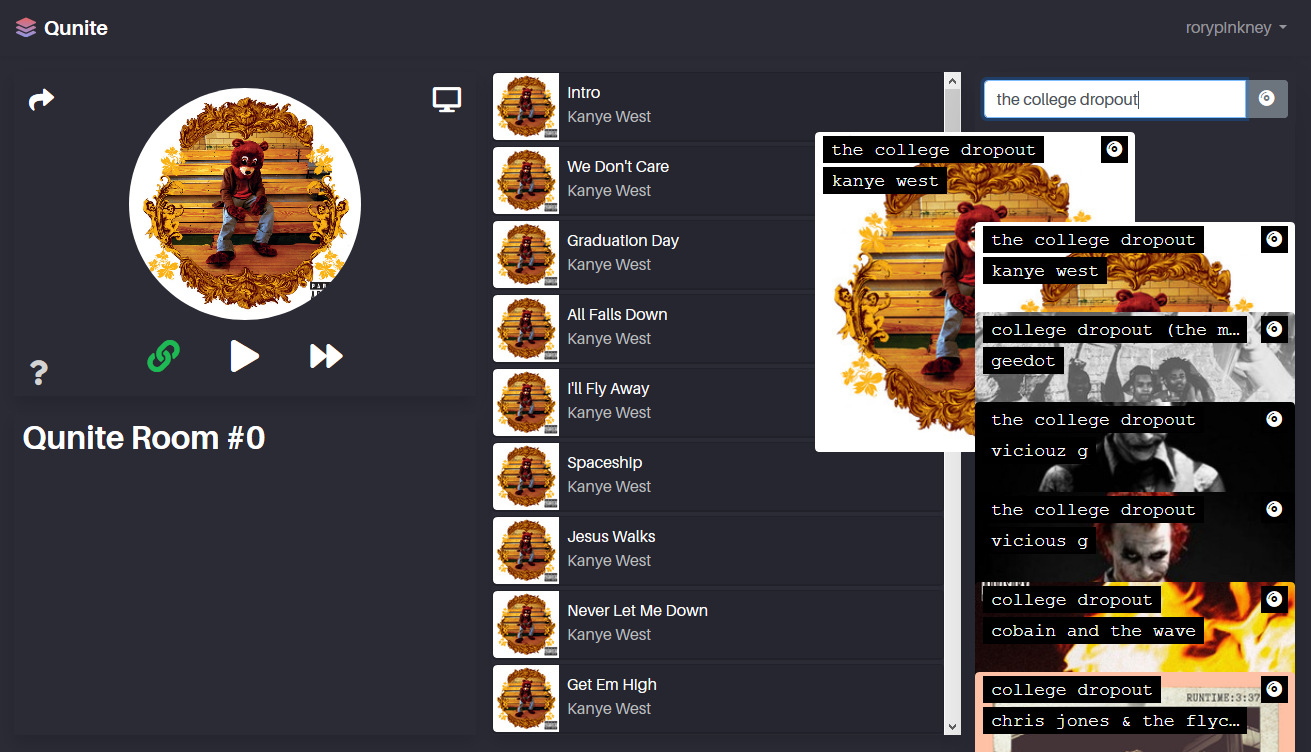 Qunite
rorypinkney
?
Qunite Room #0
Intro
Kanye West
We Don't Care
Kanye West
Graduation Day
Kanye West
All Falls Down
Kanye West
I'll Fly Away
Kanye West
Spaceship
Kanye West
Jesus Walks
Kanye West
Never Let Me Down
Kanye West
Get Em High
Kanye West
the college dropout
the college dropout
kanye west
the college dropout
kanye west
college dropout (the m…
geedot
the college dropout
viciouz g
the college dropout
vicious g
college dropout
cobain and the wave
college dropout
RUNTIME:3:37
chris jones & the flyc…